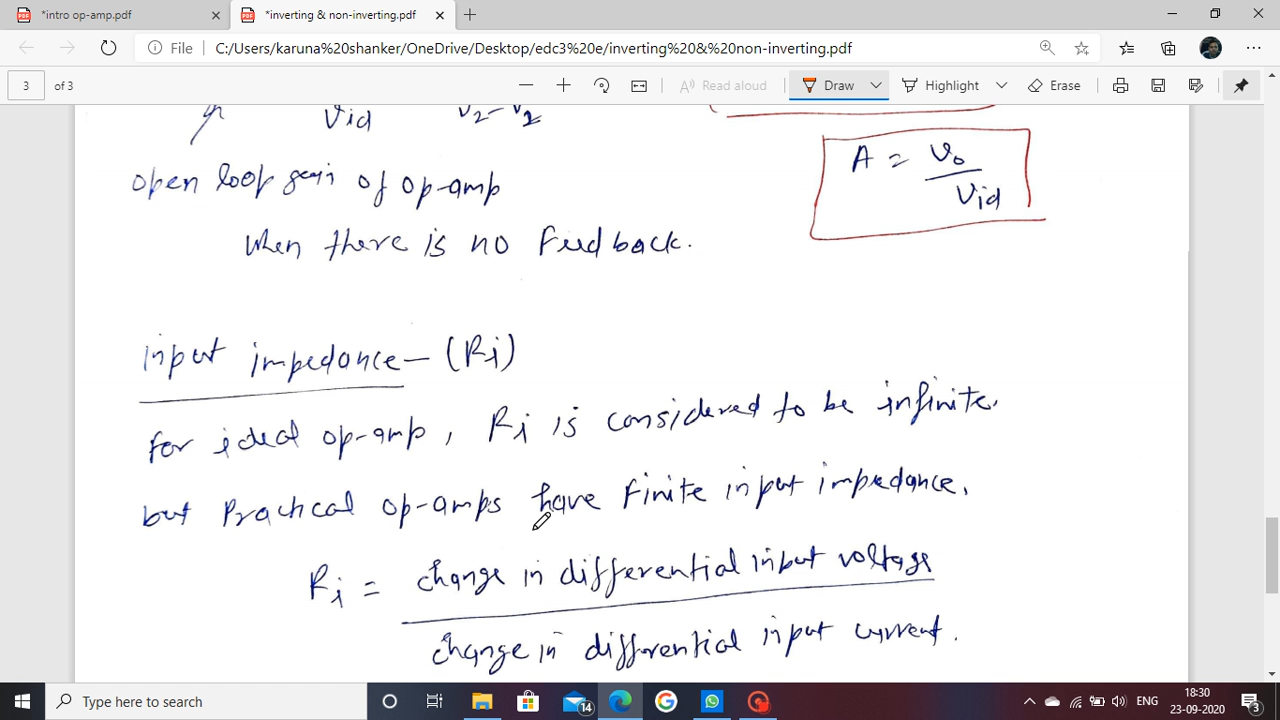 *intro op-amp.pdf
*inverting & non-inverting.pdf
File
C:/Users/karuna%20shanker/OneDrive/Desktop/edc3%20e/inverting%20&%20non-inverting.pdf
3 of 3
Read aloud
Draw
Highlight
Erase
Vid
V2-V1
open loop gain of op-amp
when there is no feedback.
A = Vo
Vid
input impedance - (Ri)
for ideal op-amp, Ri is considered to be infinite.
but Practical op-amps have finite input impedance.
Ri = change in differential input voltage
change in differential input current.
Type here to search
14
ENG
18:30
23-09-2020
3